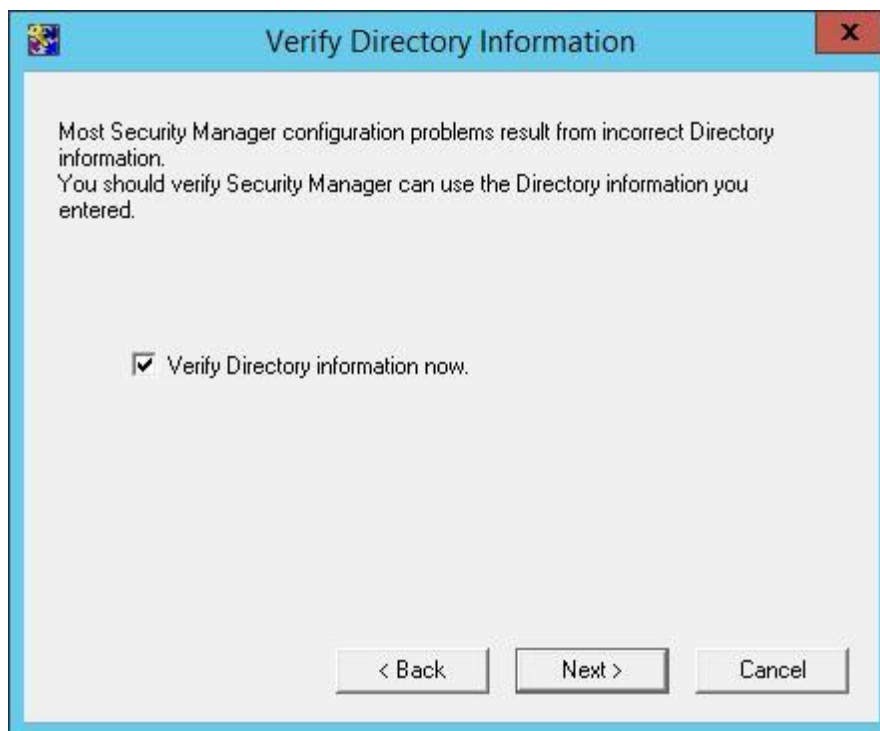 Verify Directory Information
x
Most Security Manager configuration problems result from incorrect Directory
information.
You should verify Security Manager can use the Directory information you
entered.
Verify Directory information now.
< Back
Next >
Cancel